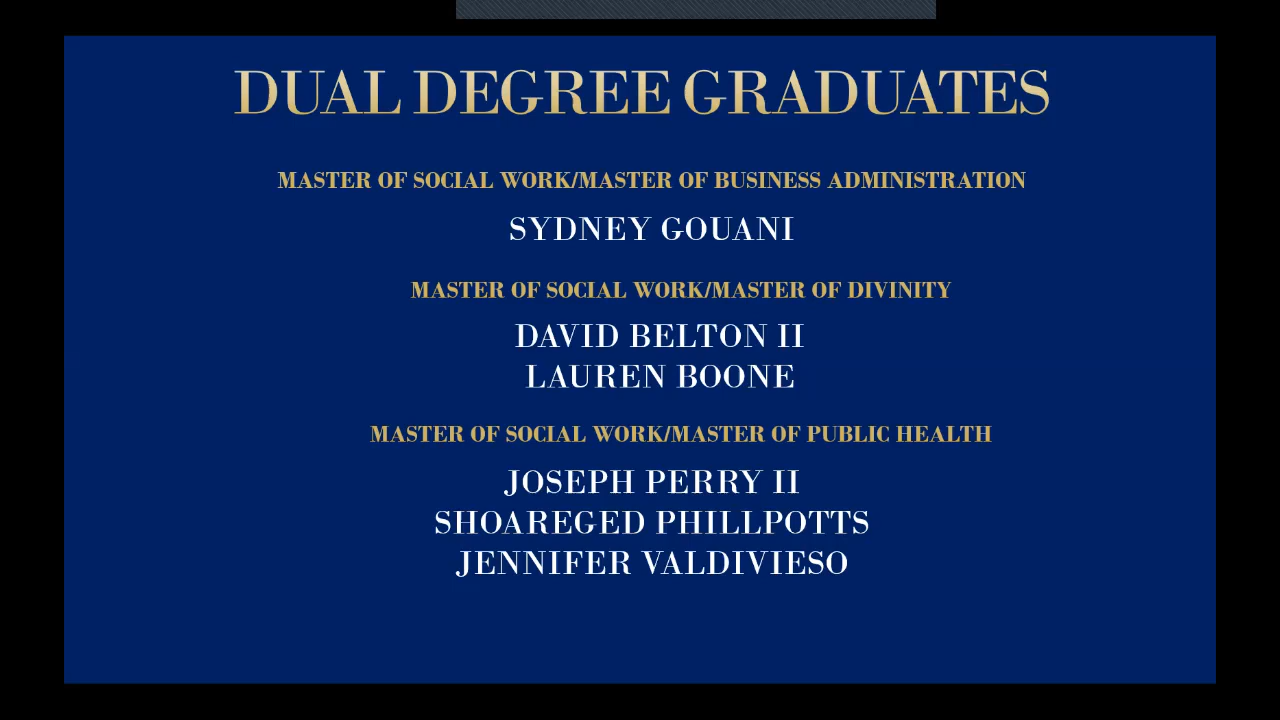 DUAL DEGREE GRADUATES
MASTER OF SOCIAL WORK/MASTER OF BUSINESS ADMINISTRATION
SYDNEY GOUANI
MASTER OF SOCIAL WORK/MASTER OF DIVINITY
DAVID BELTON II
LAUREN BOONE
MASTER OF SOCIAL WORK/MASTER OF PUBLIC HEALTH
JOSEPH PERRY II
SHOAREGED PHILLPOTTS
JENNIFER VALDIVIESO